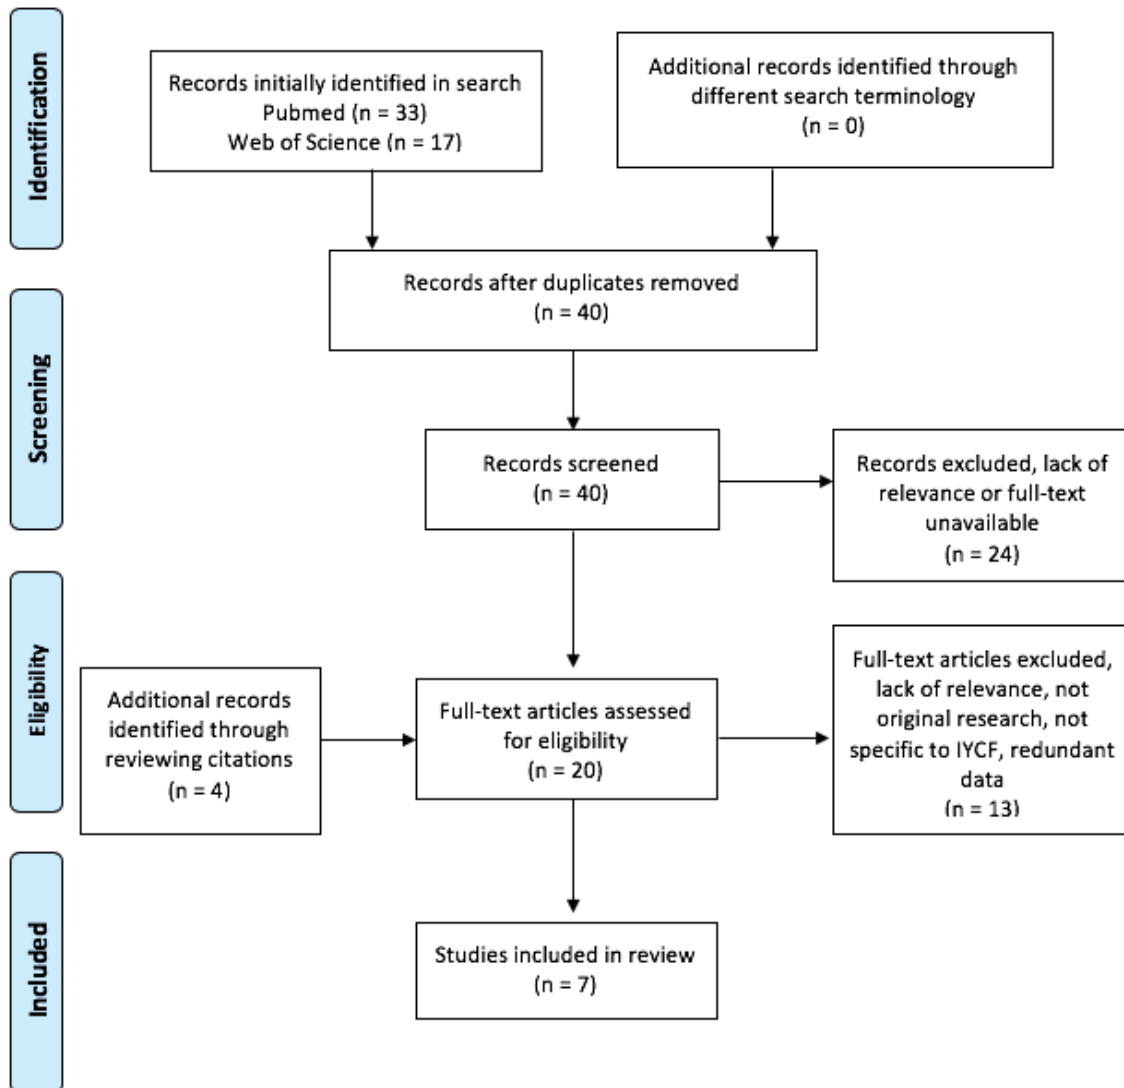 Identification
Records initially identified in search
Pubmed (n = 33)
Web of Science (n = 17)
Additional records identified through
different search terminology
(n = 0)
Records after duplicates removed
(n = 40)
Screening
Records screened
(n = 40)
Records excluded, lack of
relevance or full-text
unavailable
(n = 24)
Eligibility
Additional records
identified through
reviewing citations
(n = 4)
Full-text articles assessed
for eligibility
(n = 20)
Full-text articles excluded,
lack of relevance, not
original research, not
specific to IYCF, redundant
data
(n = 13)
Included
Studies included in review
(n = 7)